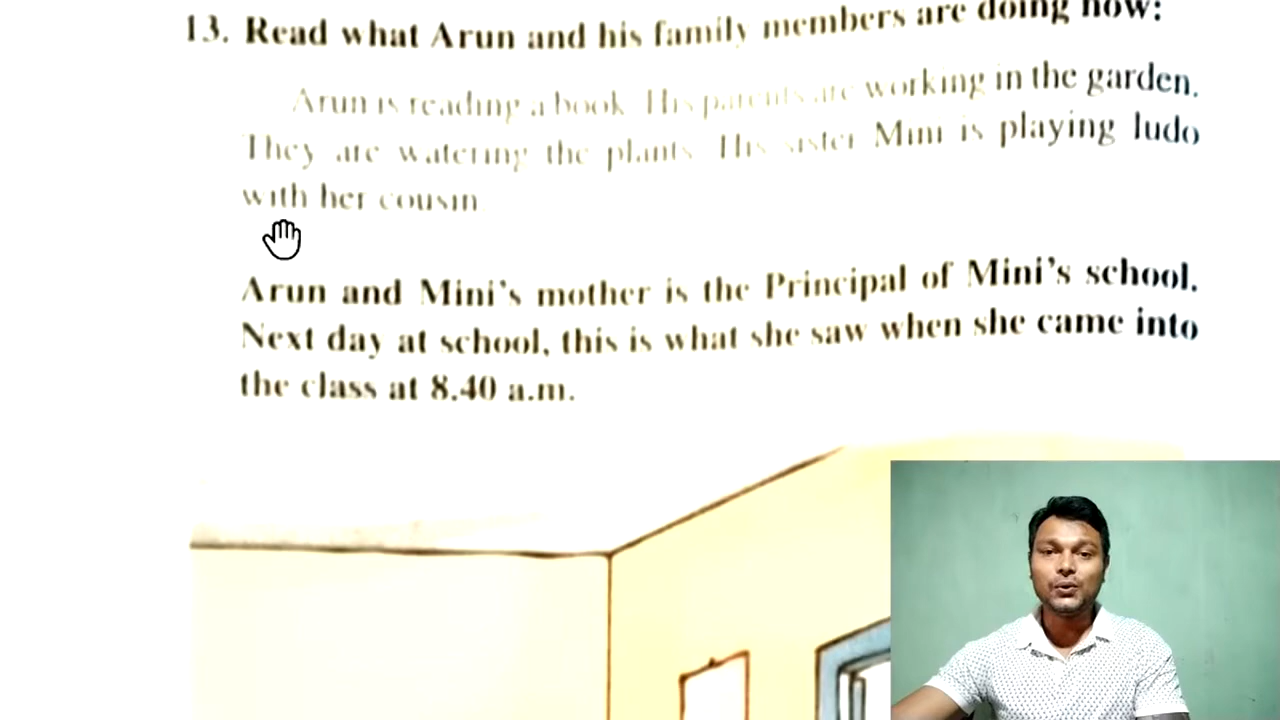 13. Read what Arun and his family members are doing now:
Arun is reading a book. His parents are working in the garden.
They are watering the plants. His sister Mini is playing ludo
with her cousin
Arun and Mini's mother is the Principal of Mini's school.
Next day at school, this is what she saw when she came into
the class at 8.40 a.m.